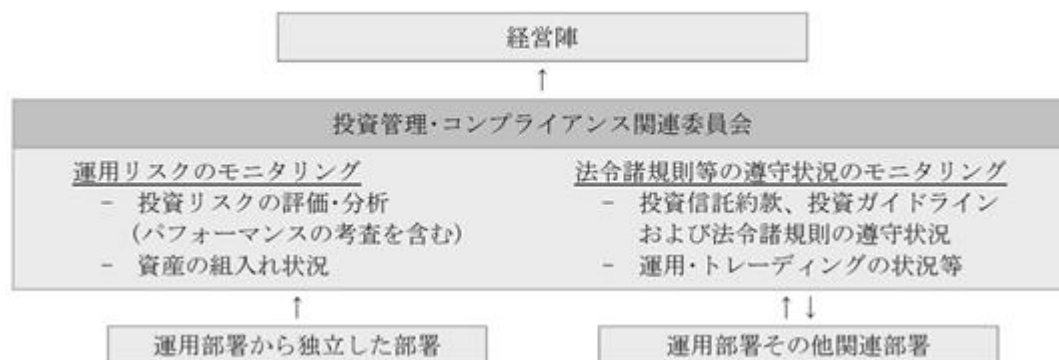 経営陣
↑
投資管理･コンプライアンス関連委員会
運用リスクのモニタリング
− 投資リスクの評価･分析
(パフォーマンスの考査を含む)
− 資産の組入れ状況
法令諸規則等の遵守状況のモニタリング
− 投資信託約款、投資ガイドライン
および法令諸規則の遵守状況
− 運用･トレーディングの状況等
↑
↑↓
運用部署から独立した部署
運用部署その他関連部署